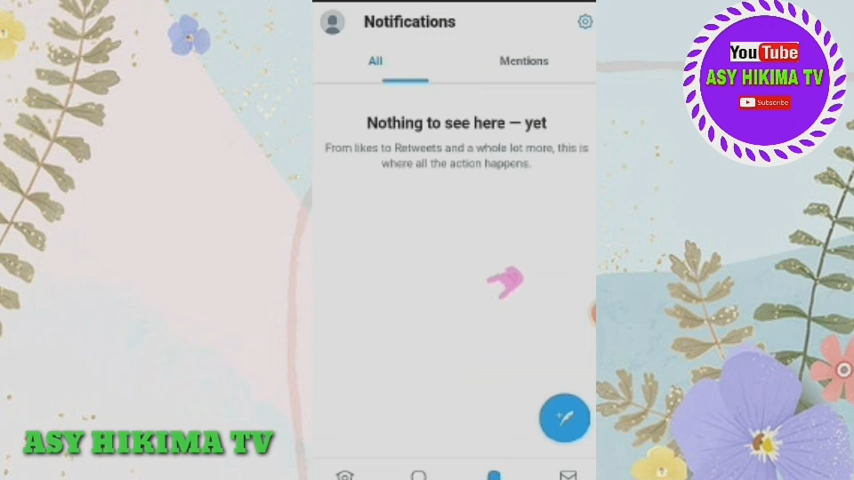 Notifications
All
Mentions
Nothing to see here — yet
From likes to Retweets and a whole lot more, this is
where all the action happens.
YouTube
ASY HIKIMA TV
Subscribe
ASY HIKIMA TV